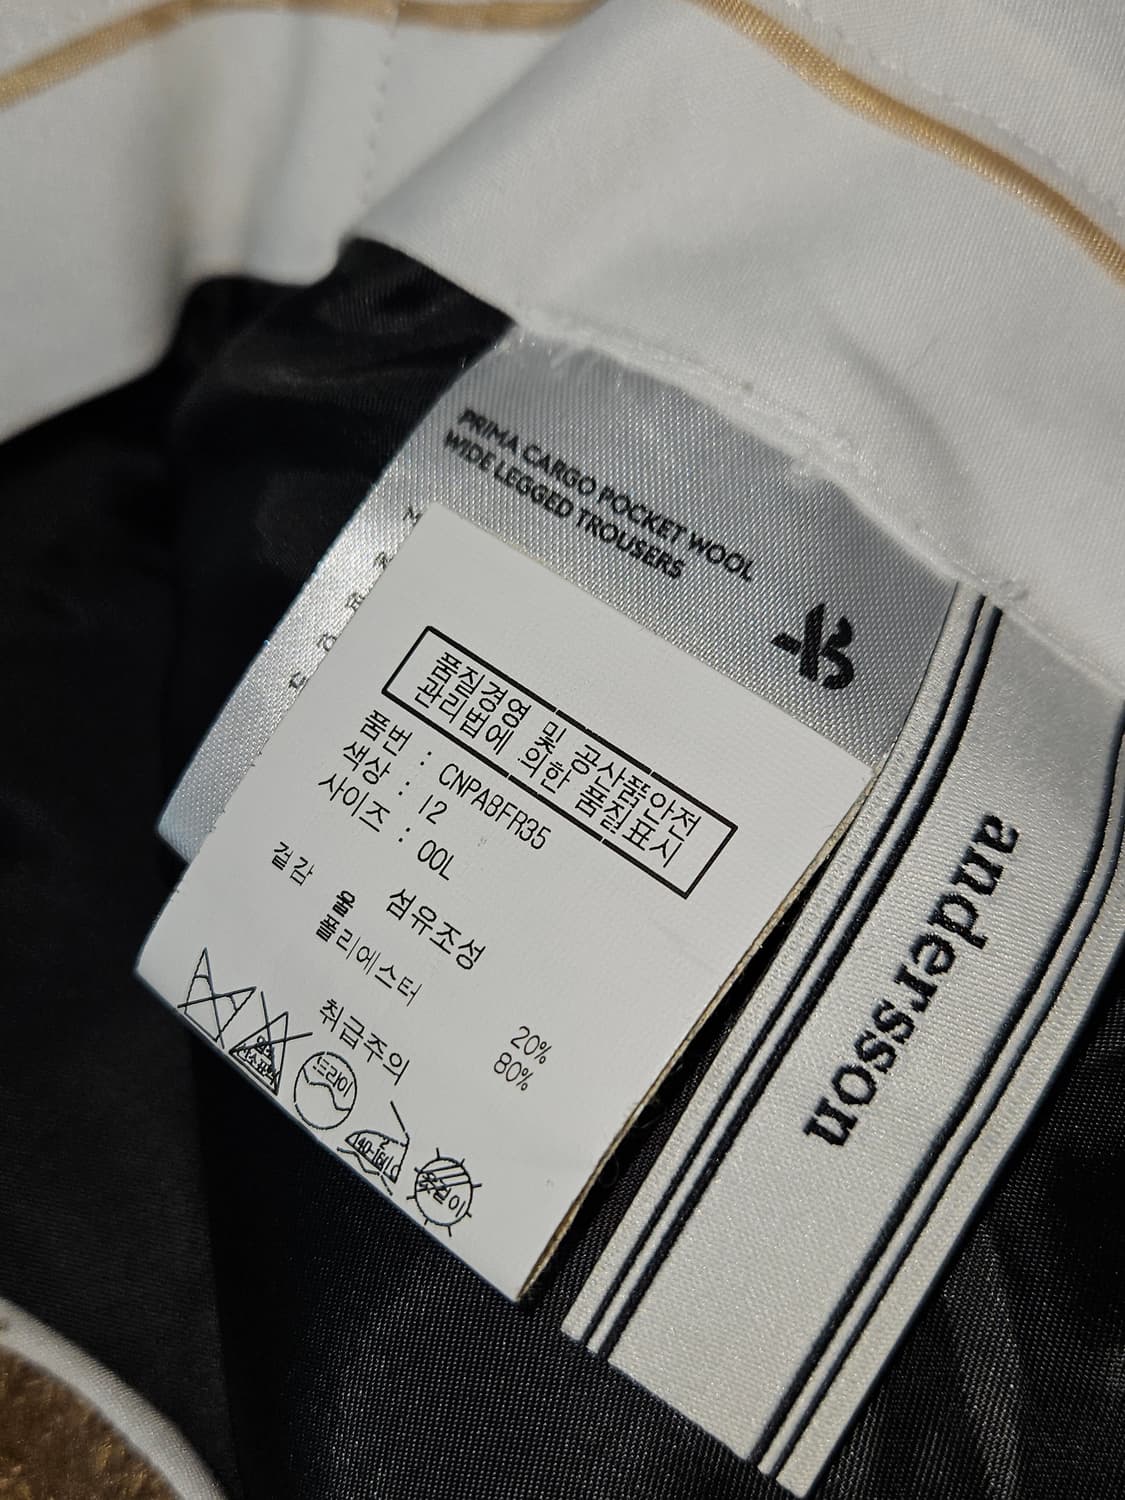 PRIMA CARGO POCKET WOOL
WIDE LEGGED TROUSERS
품질경영 및 공산품안전
관리법에 의한 품질표시
품번 : CNPA8FR35
색상 : 12
사이즈 : 00L
섬유조성
겉감 울 20%
폴리에스터 80%
취급주의
드라이
옷걸이
andersson